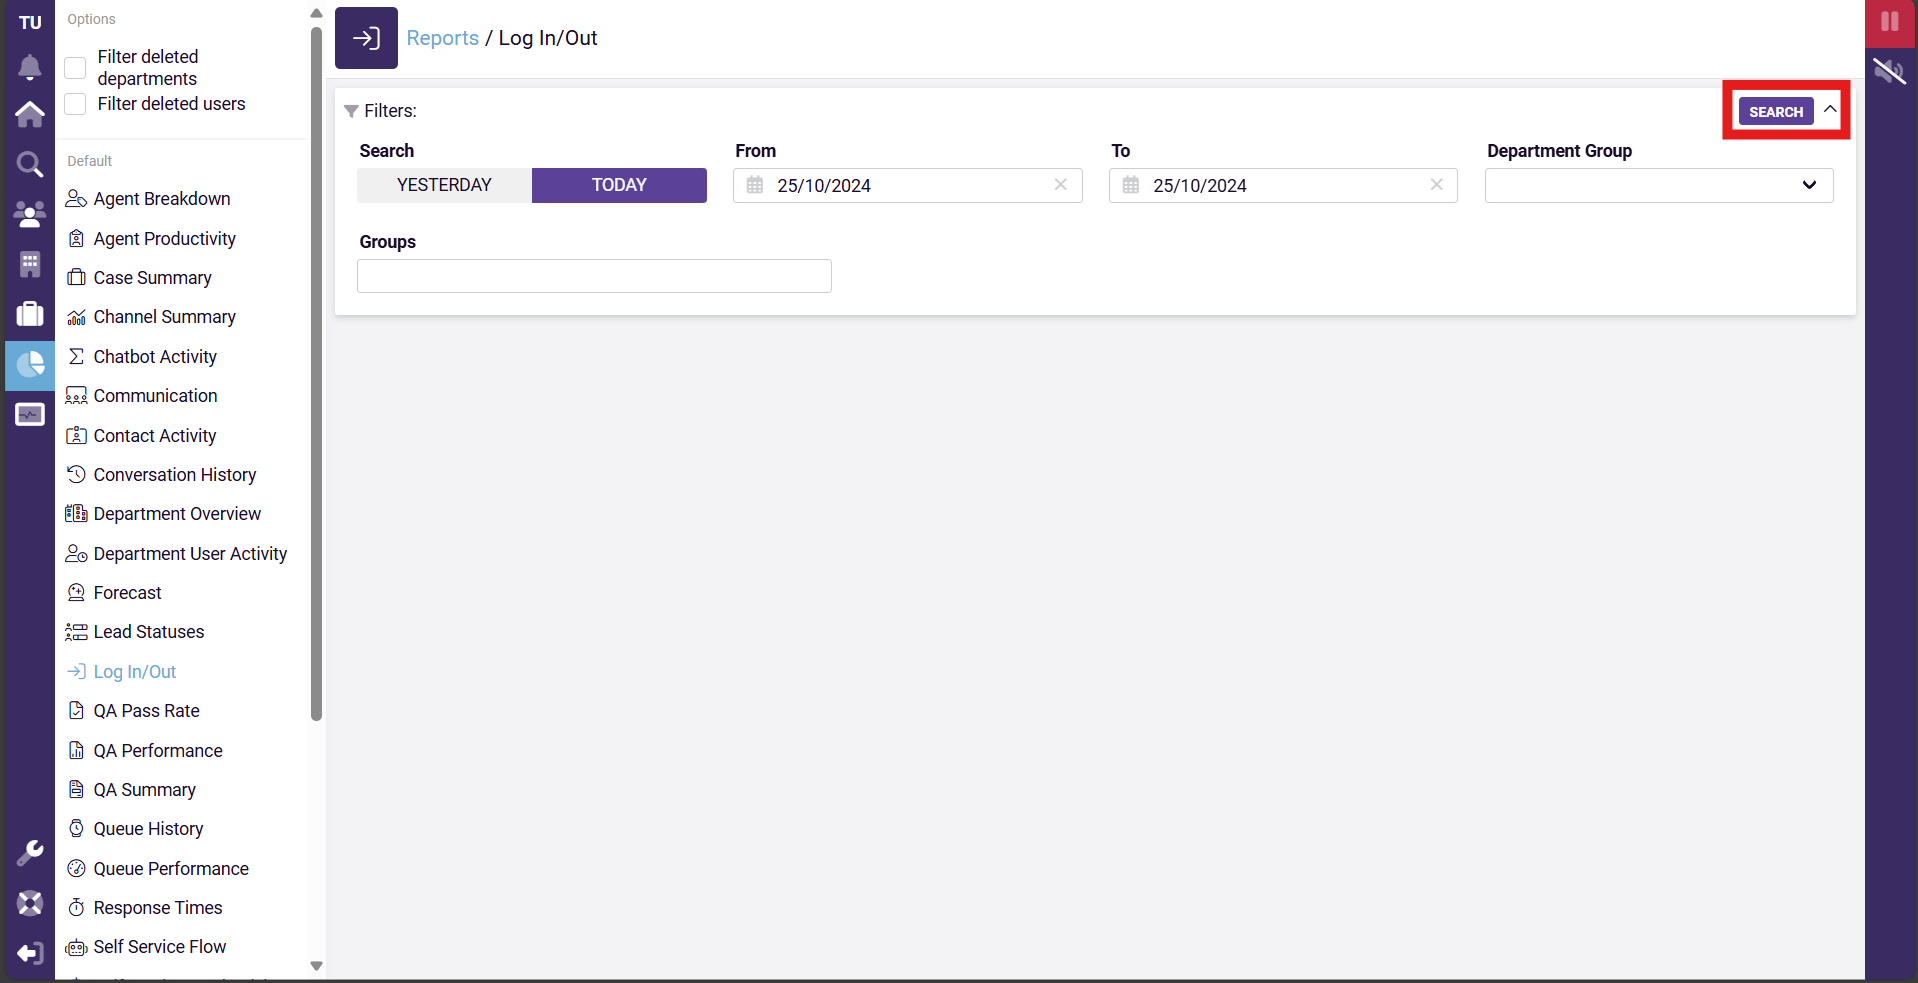 TU
Options
Filter deleted
departments
Filter deleted users
Default
Agent Breakdown
Agent Productivity
Case Summary
Channel Summary
Chatbot Activity
Communication
Contact Activity
Conversation History
Department Overview
Department User Activity
Forecast
Lead Statuses
Log In/Out
QA Pass Rate
QA Performance
QA Summary
Queue History
Queue Performance
Response Times
Self Service Flow
Reports / Log In/Out
Filters:
SEARCH
Search
YESTERDAY TODAY
From
25/10/2024
To
25/10/2024
Department Group
Groups